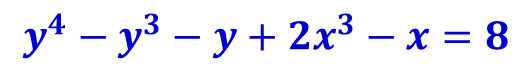 y⁴ − y³ − y + 2x³ − x = 8